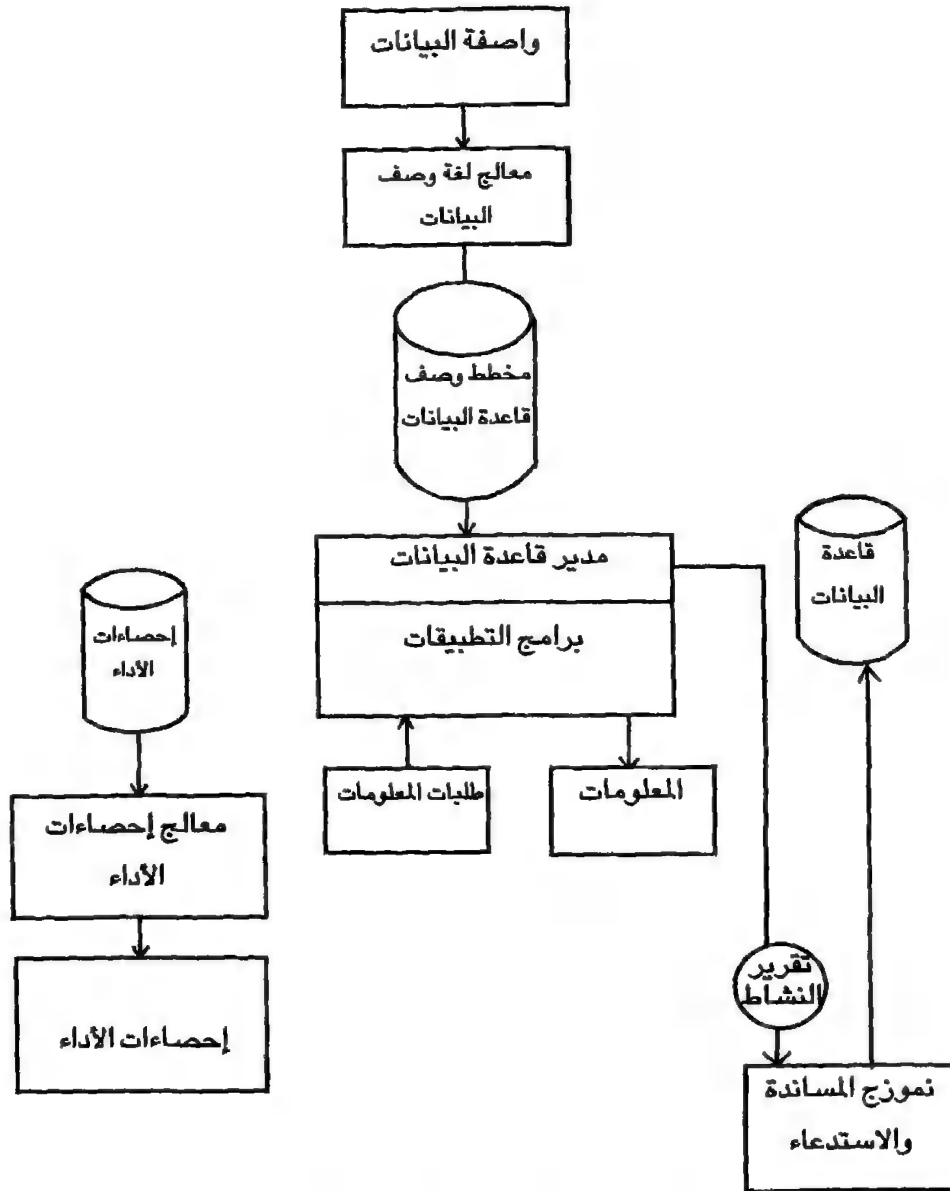 واصفة البيانات
معالج لغة وصف
البيانات
مخطط وصف
قاعدة البيانات
مدير قاعدة البيانات
برامج التطبيقات
قاعدة
البيانات
إحصاءات
الأداء
طلبات المعلومات
المعلومات
معالج إحصاءات
الأداء
إحصاءات الأداء
تقرير
النشاط
نموزج المساندة
والاستدعاء